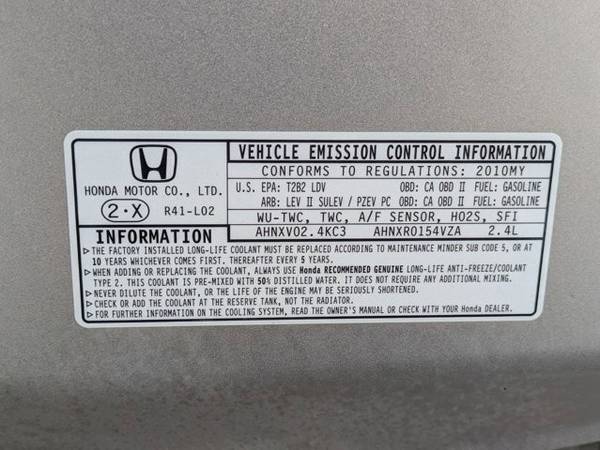 HONDA MOTOR CO., LTD.
2·X R41-L02
VEHICLE EMISSION CONTROL INFORMATION
CONFORMS TO REGULATIONS: 2010MY
U.S. EPA: T2B2 LDV OBD: CA OBD II FUEL: GASOLINE
ARB: LEV II SULEV / PZEV PC OBD: CA OBD II FUEL: GASOLINE
WU-TWC, TWC, A/F SENSOR, HO2S, SFI
AHNXV02.4KC3 AHNXR0154VZA 2.4L
INFORMATION
▷THE FACTORY INSTALLED LONG-LIFE COOLANT MUST BE REPLACED ACCORDING TO MAINTENANCE MINDER SUB CODE 5, OR AT
10 YEARS WHICHEVER COMES FIRST. THEREAFTER EVERY 5 YEARS.
▷WHEN ADDING OR REPLACING THE COOLANT, ALWAYS USE Honda RECOMMENDED GENUINE LONG-LIFE ANTI-FREEZE/COOLANT
TYPE 2. THIS COOLANT IS PRE-MIXED WITH 50% DISTILLED WATER. IT DOES NOT REQUIRE ANY ADDITIONAL MIXING.
▷NEVER DILUTE THE COOLANT, OR THE LIFE OF THE ENGINE MAY BE SERIOUSLY SHORTENED.
▷CHECK OR ADD THE COOLANT AT THE RESERVE TANK, NOT THE RADIATOR.
▷FOR FURTHER INFORMATION ON THE COOLING SYSTEM, READ THE OWNER'S MANUAL OR CHECK WITH YOUR Honda DEALER.